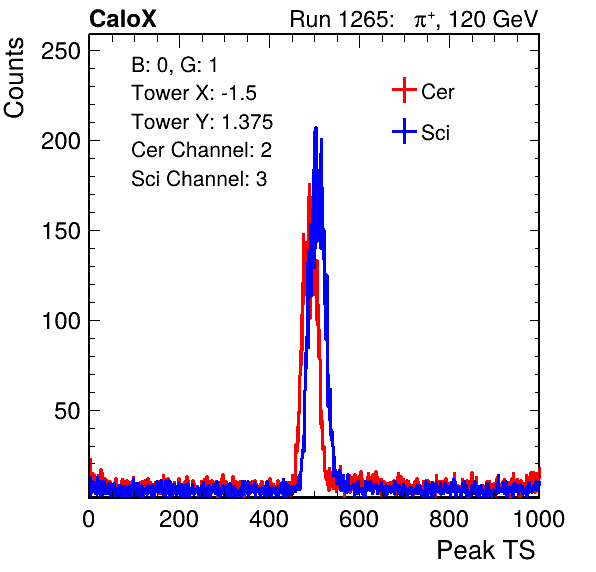 CaloX Run 1265: π+, 120 GeV
B: 0, G: 1
Tower X: -1.5
Tower Y: 1.375
Cer Channel: 2
Sci Channel: 3
Cer
Sci
Counts
250
200
150
100
50
0 200 400 600 800 1000
Peak TS